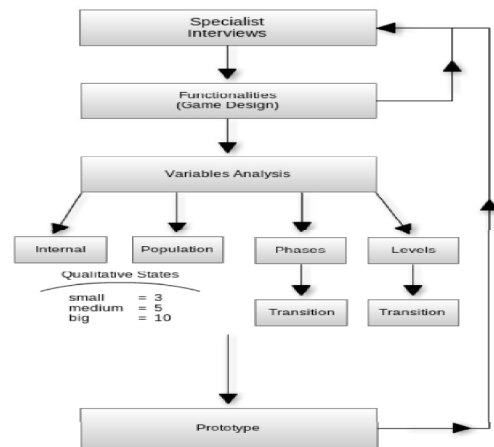 Specialist
Interviews
Functionalities
(Game Design)
Variables Analysis
Internal
Population
Phases
Levels
Qualitative States
small = 3
medium = 5
big = 10
Transition
Transition
Prototype